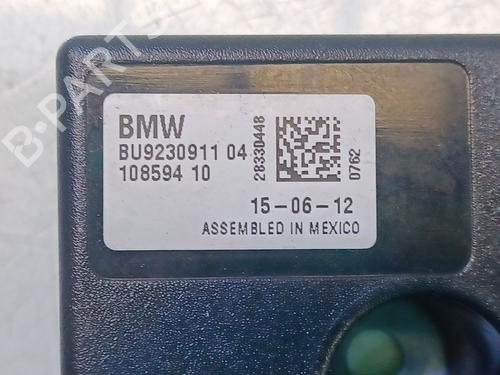 B-PARTS
BMW
BU9230911 04
108594 10
28330448
0762
15-06-12
ASSEMBLED IN MEXICO